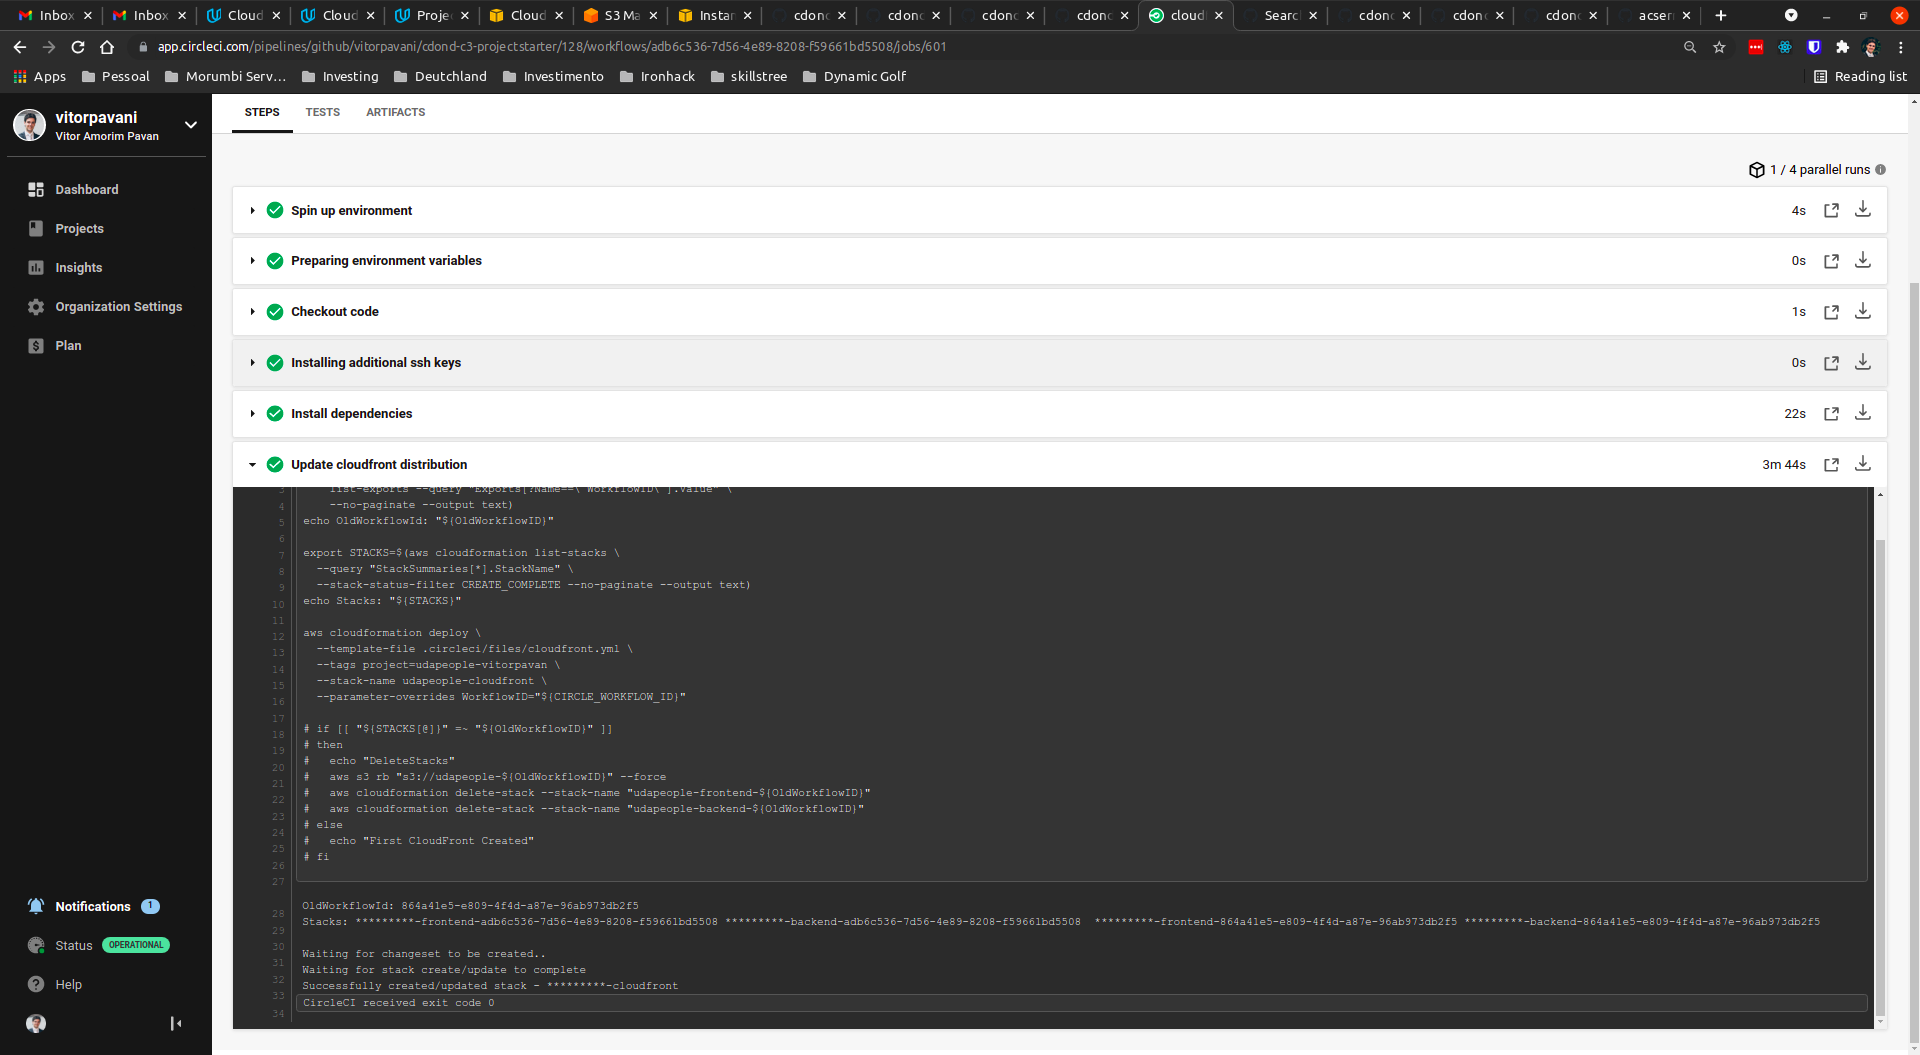 Inbox
Inbox
Cloud
Cloud
Proje
Cloud
S3 Ma
Instan
cdond
cdond
cdond
cdond
cloud
Search
cdond
cdond
cdond
acser
app.circleci.com/pipelines/github/vitorpavani/cdond-c3-projectstarter/128/workflows/adb6c536-7d56-4e89-8208-f59661bd5508/jobs/601
Apps
Pessoal
Morumbi Serv...
Investing
Deutchland
Investimento
Ironhack
skillstree
Dynamic Golf
Reading list
vitorpavani
Vitor Amorim Pavan
Dashboard
Projects
Insights
Organization Settings
Plan
Notifications 1
Status OPERATIONAL
Help
STEPS TESTS ARTIFACTS
1 / 4 parallel runs
Spin up environment 4s
Preparing environment variables 0s
Checkout code 1s
Installing additional ssh keys 0s
Install dependencies 22s
Update cloudfront distribution 3m 44s
3 list-exports --query "Exports[?Name==\`WorkflowID\`].Value" \
4 --no-paginate --output text)
5 echo OldWorkflowId: "${OldWorkflowID}"
6
7 export STACKS=$(aws cloudformation list-stacks \
8 --query "StackSummaries[*].StackName" \
9 --stack-status-filter CREATE_COMPLETE --no-paginate --output text)
10 echo Stacks: "${STACKS}"
11
12 aws cloudformation deploy \
13 --template-file .circleci/files/cloudfront.yml \
14 --tags project=udapeople-vitorpavan \
15 --stack-name udapeople-cloudfront \
16 --parameter-overrides WorkflowID="${CIRCLE_WORKFLOW_ID}"
17
18 # if [[ "${STACKS[@]}" =~ "${OldWorkflowID}" ]]
19 # then
20 # echo "DeleteStacks"
21 # aws s3 rb "s3://udapeople-${OldWorkflowID}" --force
22 # aws cloudformation delete-stack --stack-name "udapeople-frontend-${OldWorkflowID}"
23 # aws cloudformation delete-stack --stack-name "udapeople-backend-${OldWorkflowID}"
24 # else
25 # echo "First CloudFront Created"
26 # fi
27
28 OldWorkflowId: 864a41e5-e809-4f4d-a87e-96ab973db2f5
29 Stacks: *********-frontend-adb6c536-7d56-4e89-8208-f59661bd5508 *********-backend-adb6c536-7d56-4e89-8208-f59661bd5508 *********-frontend-864a41e5-e809-4f4d-a87e-96ab973db2f5 *********-backend-864a41e5-e809-4f4d-a87e-96ab973db2f5
30
31 Waiting for changeset to be created..
32 Waiting for stack create/update to complete
33 Successfully created/updated stack - *********-cloudfront
34 CircleCI received exit code 0